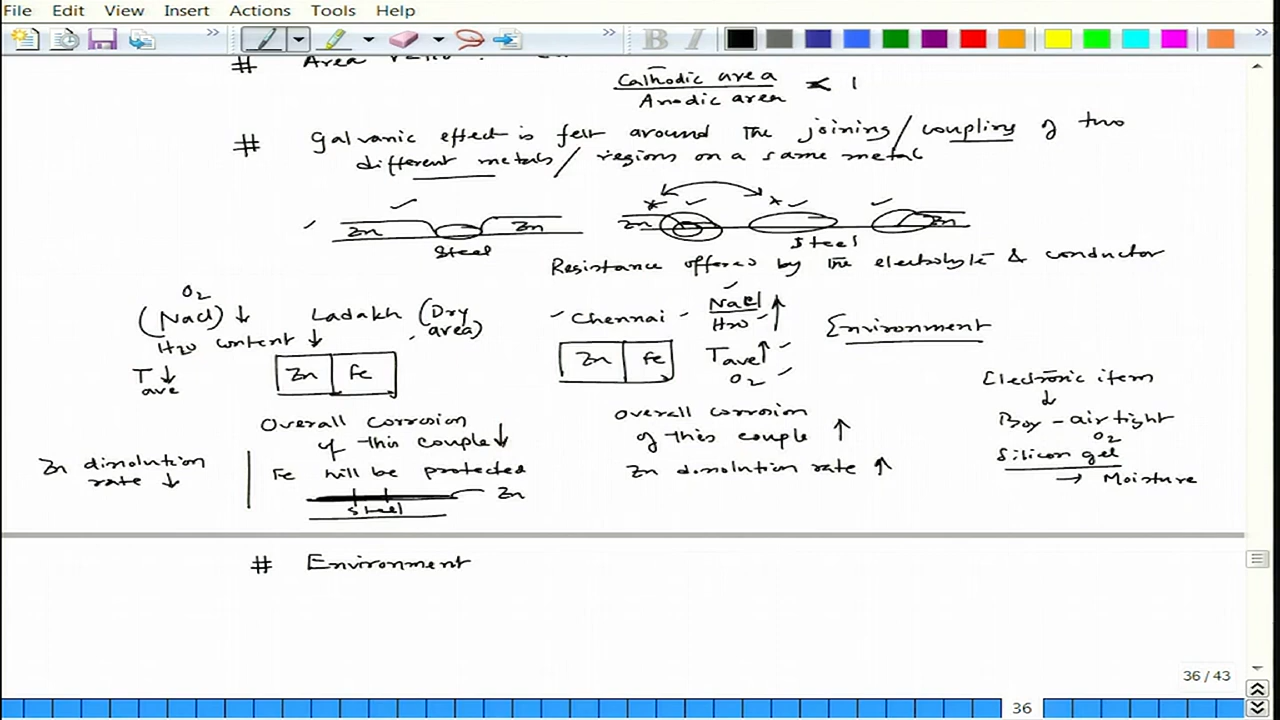 File Edit View Insert Actions Tools Help
B I
# Area ratio :
Cathodic area
Anodic area
< 1
# Galvanic effect is felt around the joining/coupling of two
different metals/regions on a same metal
Zn Zn
Steel
Zn Zn
Steel
Resistance offered by the electrolyte & conductor
O2
(NaCl) ↓ Ladakh (Dry area)
H2O content ↓
T ave ↓
Zn Fe
Overall corrosion
of this couple ↓
Zn dissolution
rate ↓
Fe will be protected
Zn
Steel
Chennai - NaCl ↑
H2O
Zn Fe
Tave ↑
O2
Overall corrosion
of this couple ↑
Zn dissolution rate ↑
Environment
Electronic item
↓
Box - airtight
O2
Silicon gel
→ Moisture
# Environment
36 / 43
36